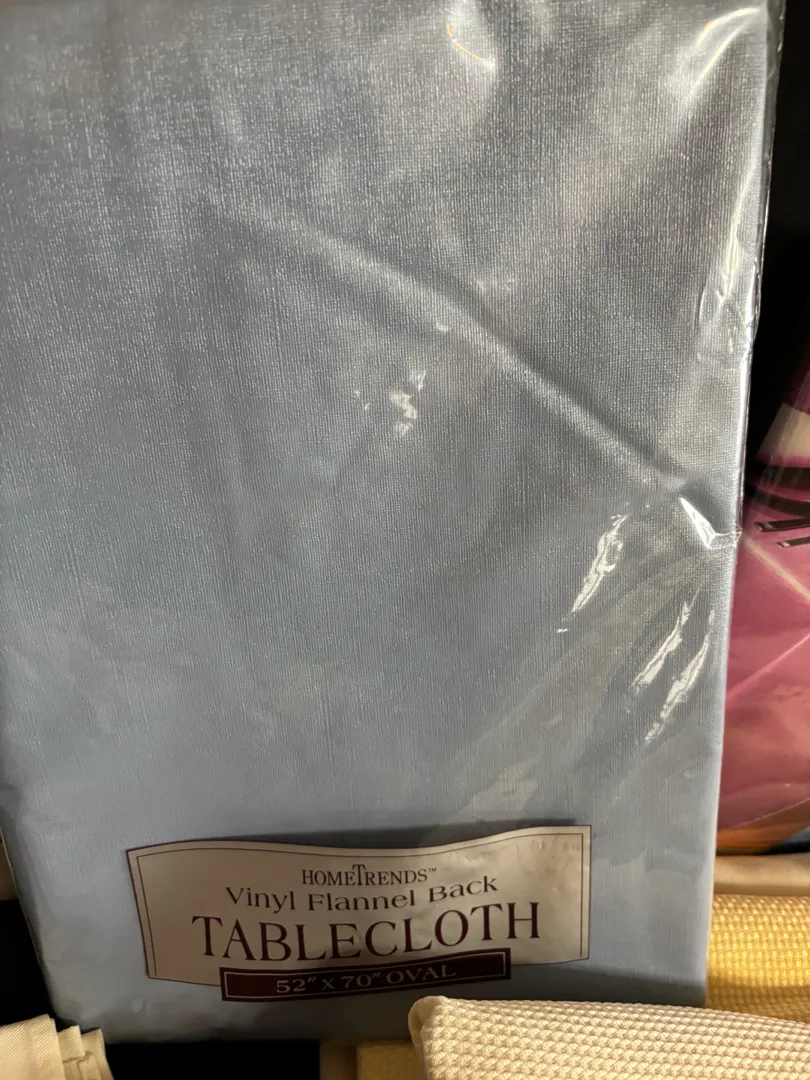 HOMETRENDS™
Vinyl Flannel Back
TABLECLOTH
52" X 70" OVAL